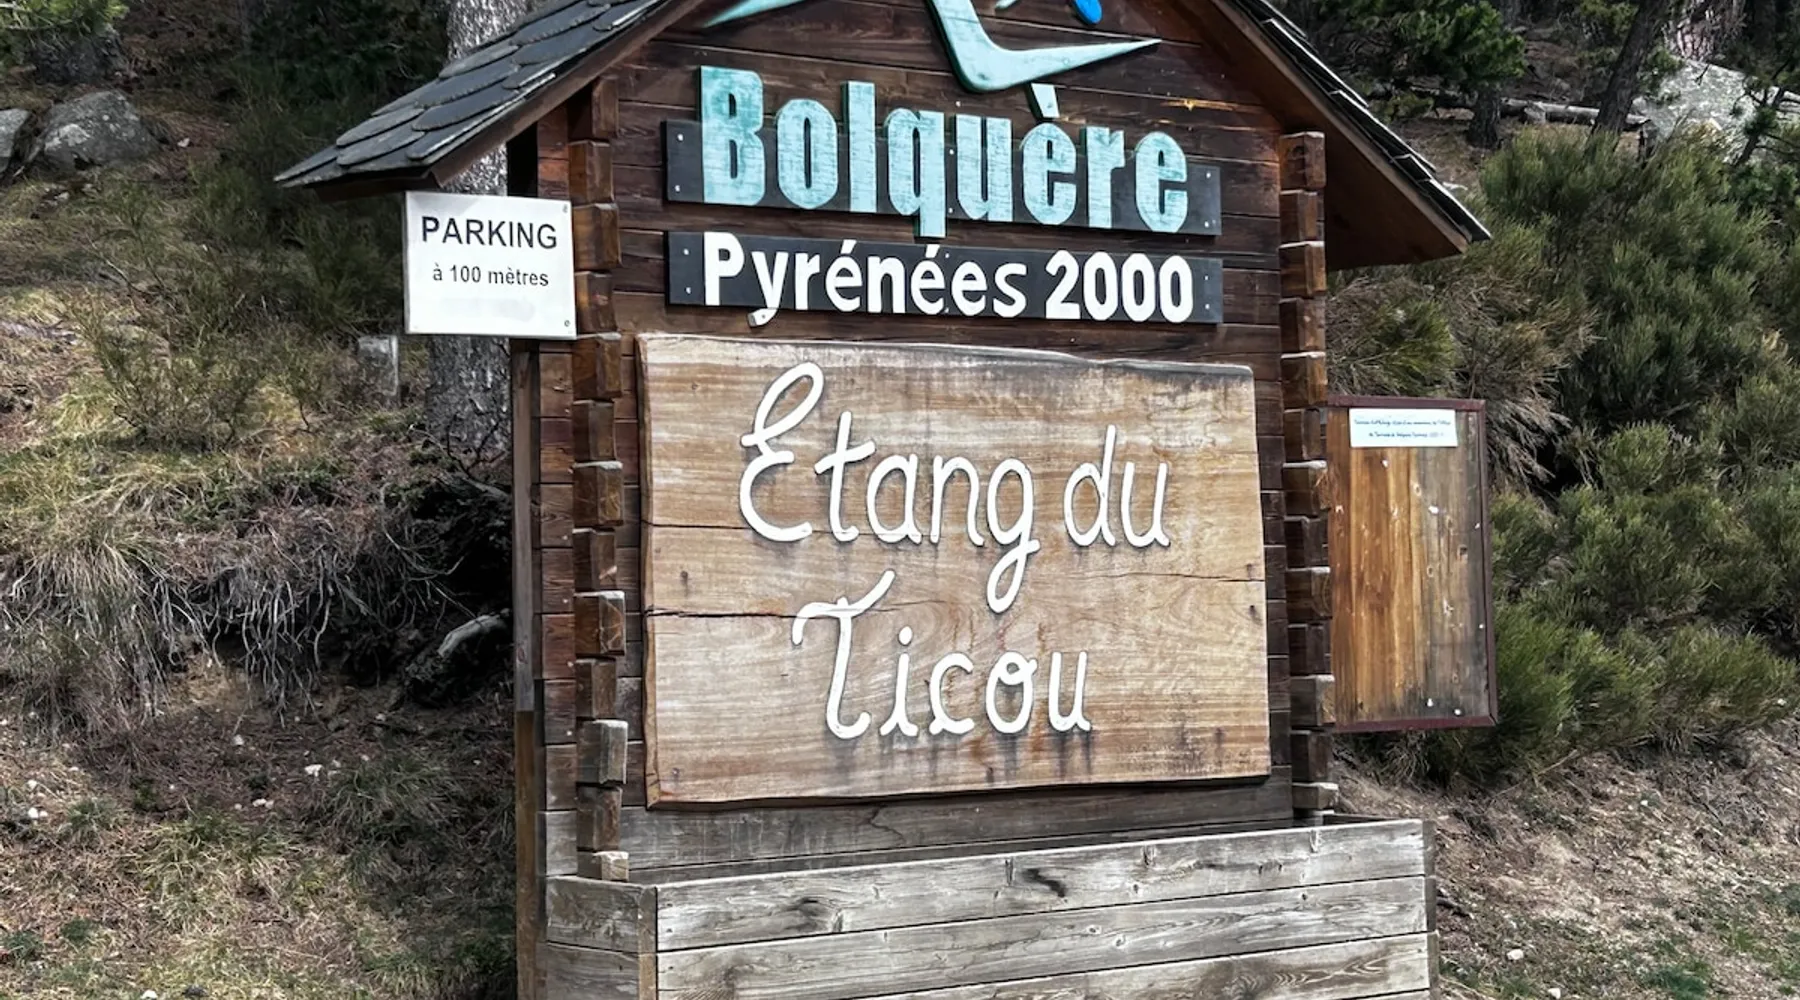 Bolquère
Pyrénées 2000
PARKING
à 100 mètres
Etang du
Ticou